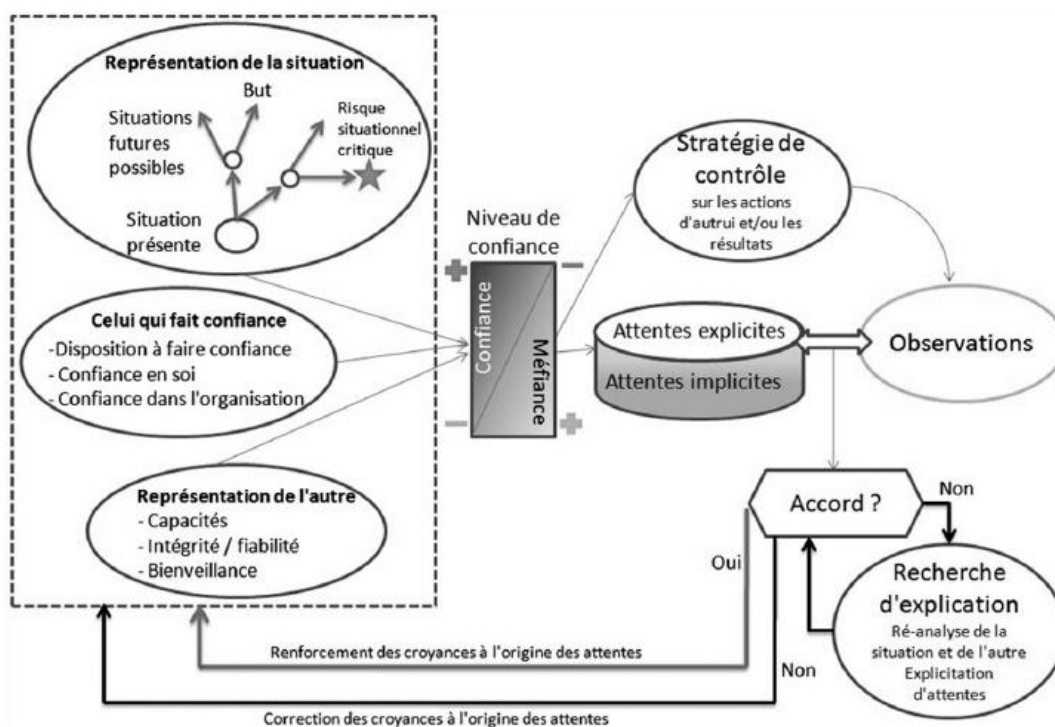 Représentation de la situation
But
Situations
futures
possibles
Risque
situationnel
critique
Situation
présente
Celui qui fait confiance
-Disposition à faire confiance
- Confiance en soi
- Confiance dans l'organisation
Représentation de l'autre
- Capacités
- Intégrité / fiabilité
- Bienveillance
Niveau de
confiance
+ −
Confiance
Méfiance
− +
Stratégie de
contrôle
sur les actions
d'autrui et/ou les
résultats
Attentes explicites
Attentes implicites
Observations
Accord ?
Non
Oui
Recherche
d'explication
Ré-analyse de la
situation et de l'autre
Explicitation
d'attentes
Renforcement des croyances à l'origine des attentes
Non
Correction des croyances à l'origine des attentes